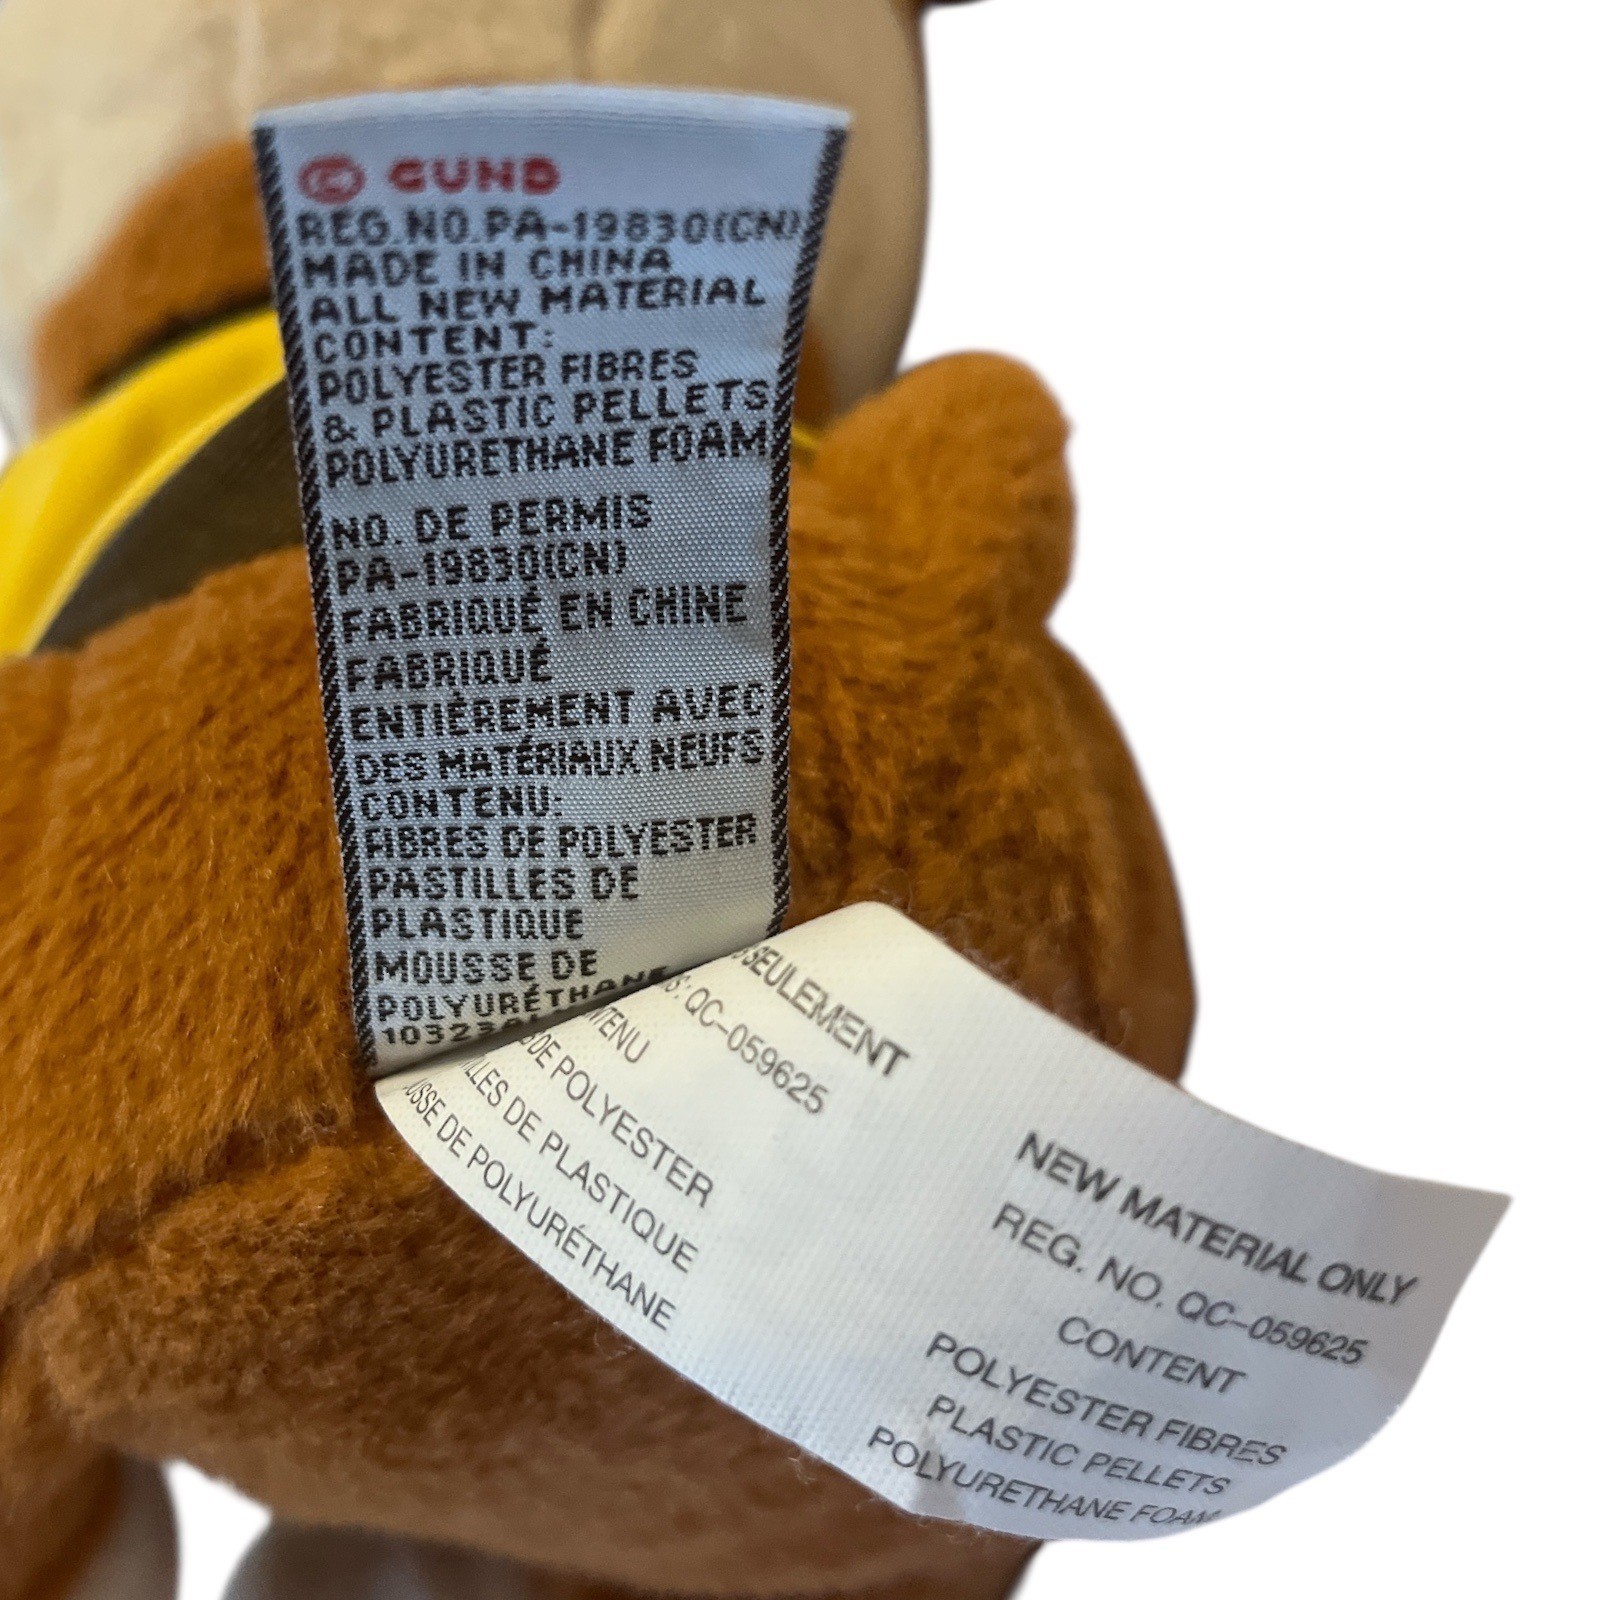 © GUND
REG.NO.PA-19830(CN)
MADE IN CHINA
ALL NEW MATERIAL
CONTENT:
POLYESTER FIBRES
& PLASTIC PELLETS
POLYURETHANE FOAM
NO. DE PERMIS
PA-19830(CN)
FABRIQUÉ EN CHINE
FABRIQUÉ
ENTIÈREMENT AVEC
DES MATÉRIAUX NEUFS
CONTENU:
FIBRES DE POLYESTER
PASTILLES DE
PLASTIQUE
MOUSSE DE
POLYURÉTHANE
SEULEMENT
QC-059625
DE POLYESTER
DE PLASTIQUE
DE POLYURÉTHANE
NEW MATERIAL ONLY
REG. NO. QC-059625
CONTENT
POLYESTER FIBRES
PLASTIC PELLETS
POLYURETHANE FOAM